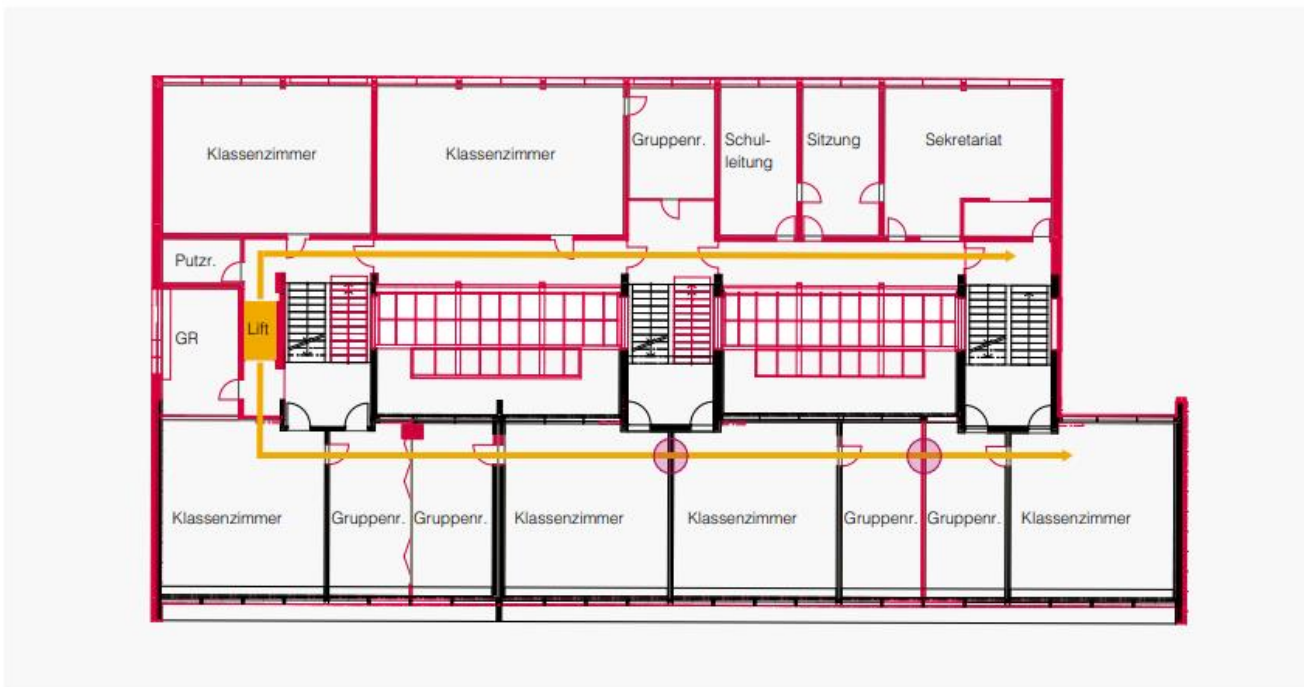 Klassenzimmer
Klassenzimmer
Gruppenr.
Schul-
leitung
Sitzung
Sekretariat
Putzr.
GR
Lift
Klassenzimmer
Gruppenr.
Gruppenr.
Klassenzimmer
Klassenzimmer
Gruppenr.
Gruppenr.
Klassenzimmer